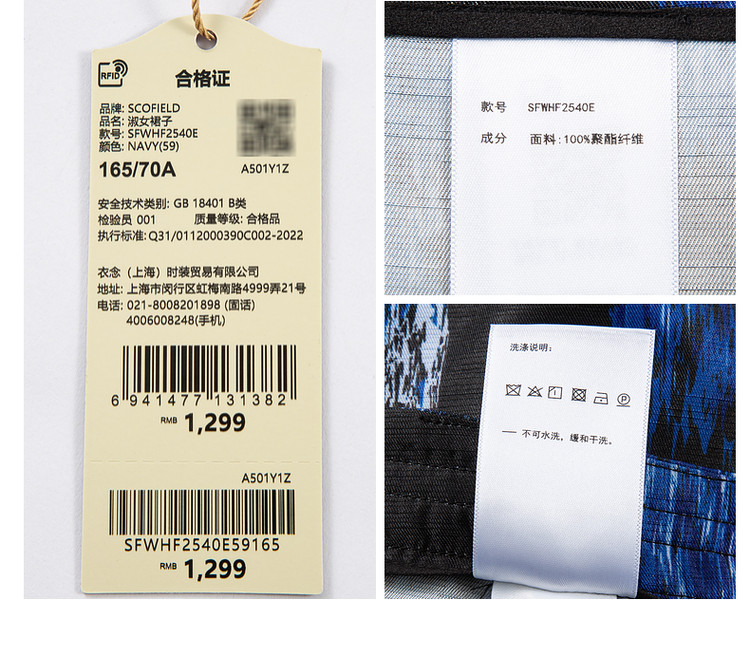 RFID
合格证
品牌: SCOFIELD
品名: 淑女裙子
款号: SFWHF2540E
颜色: NAVY(59)
165/70A
A501Y1Z
安全技术类别: GB 18401 B类
检验员 001 质量等级: 合格品
执行标准: Q31/0112000390C002-2022
衣念（上海）时装贸易有限公司
地址: 上海市闵行区虹梅南路4999弄21号
电话: 021-8008201898 (面话)
4006008248(手机)
6 941477 131382
RMB 1,299
A501Y1Z
SFWHF2540E59165
RMB 1,299
款号 SFWHF2540E
成分 面料: 100%聚酯纤维
洗涤说明:
P
— 不可水洗，缓和干洗。